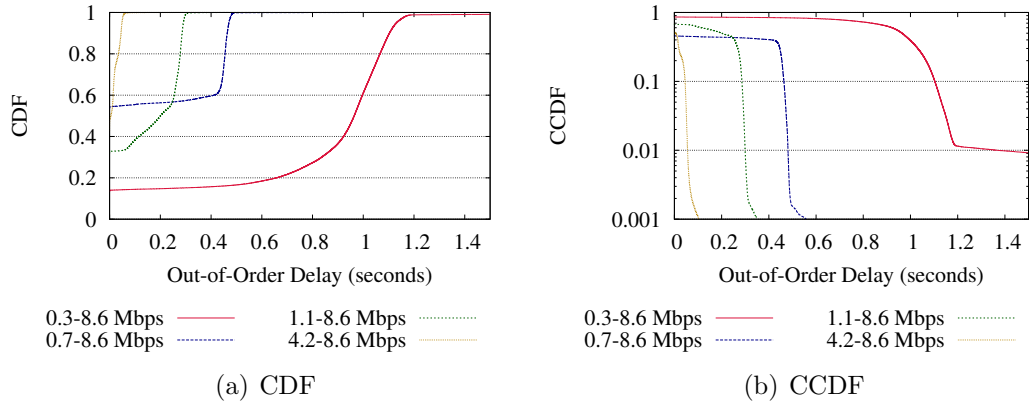 1
0.8
0.6
0.4
0.2
0
CDF
0 0.2 0.4 0.6 0.8 1 1.2 1.4
Out-of-Order Delay (seconds)
0.3-8.6 Mbps
0.7-8.6 Mbps
1.1-8.6 Mbps
4.2-8.6 Mbps
(a) CDF
1
0.1
0.01
0.001
CCDF
0 0.2 0.4 0.6 0.8 1 1.2 1.4
Out-of-Order Delay (seconds)
0.3-8.6 Mbps
0.7-8.6 Mbps
1.1-8.6 Mbps
4.2-8.6 Mbps
(b) CCDF